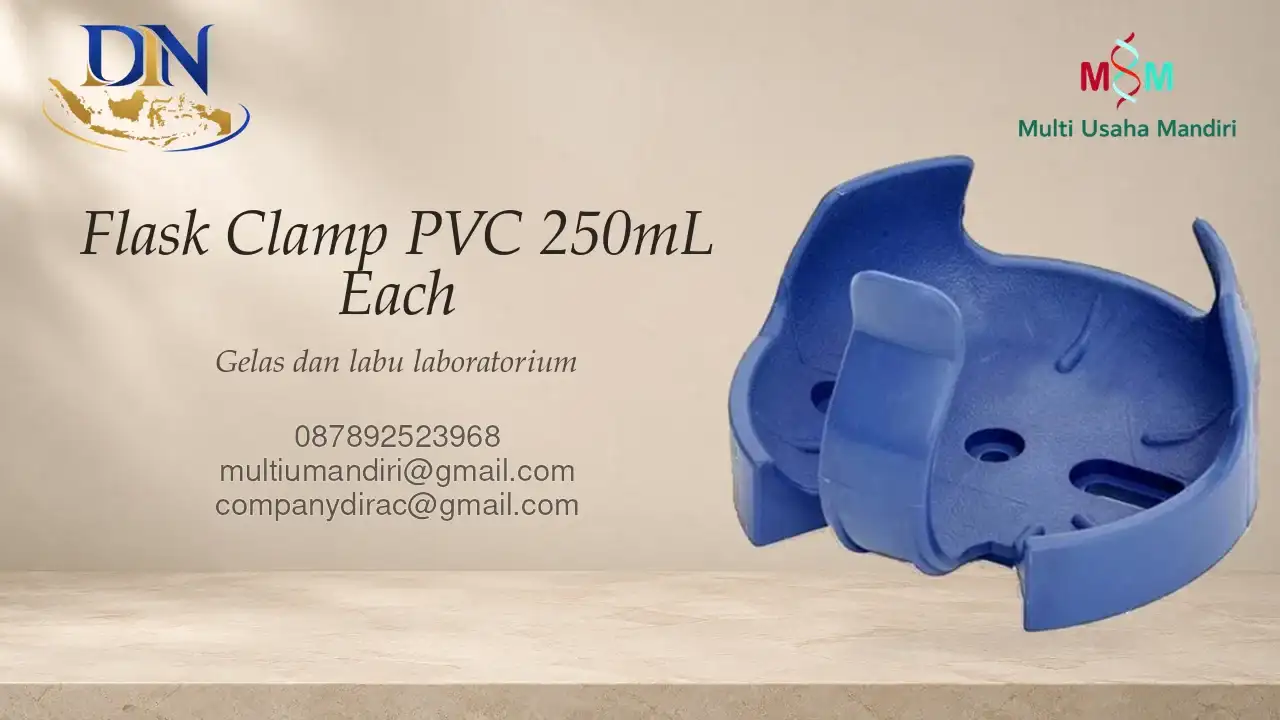 DN
MSM
Multi Usaha Mandiri
Flask Clamp PVC 250mL
Each
Gelas dan labu laboratorium
087892523968
multiumandiri@gmail.com
companydirac@gmail.com